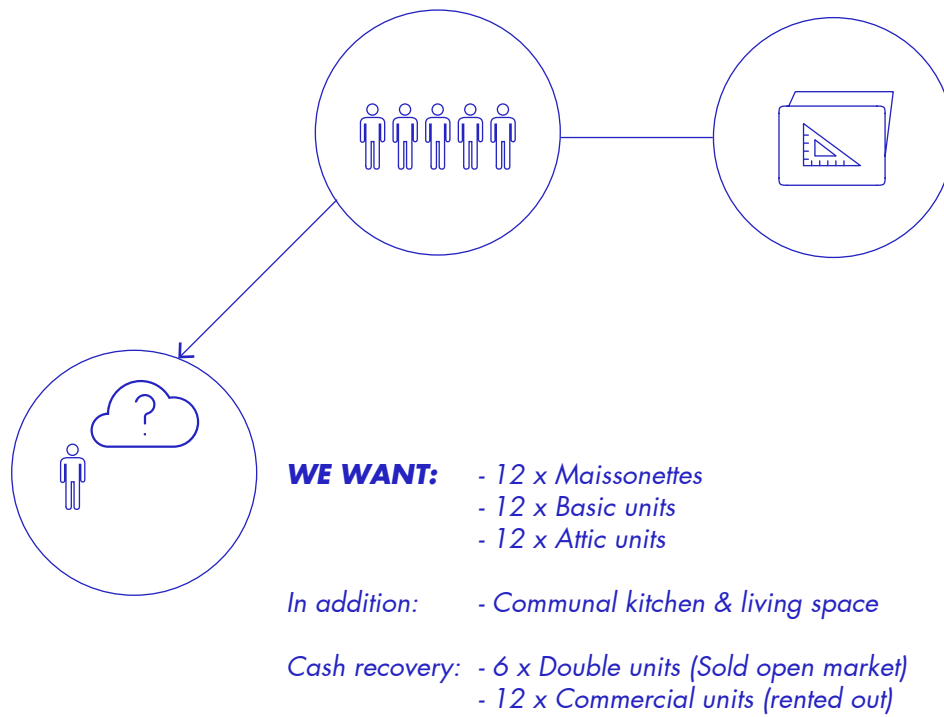 ?
WE WANT: - 12 x Maissonettes
- 12 x Basic units
- 12 x Attic units
In addition: - Communal kitchen & living space
Cash recovery: - 6 x Double units (Sold open market)
- 12 x Commercial units (rented out)